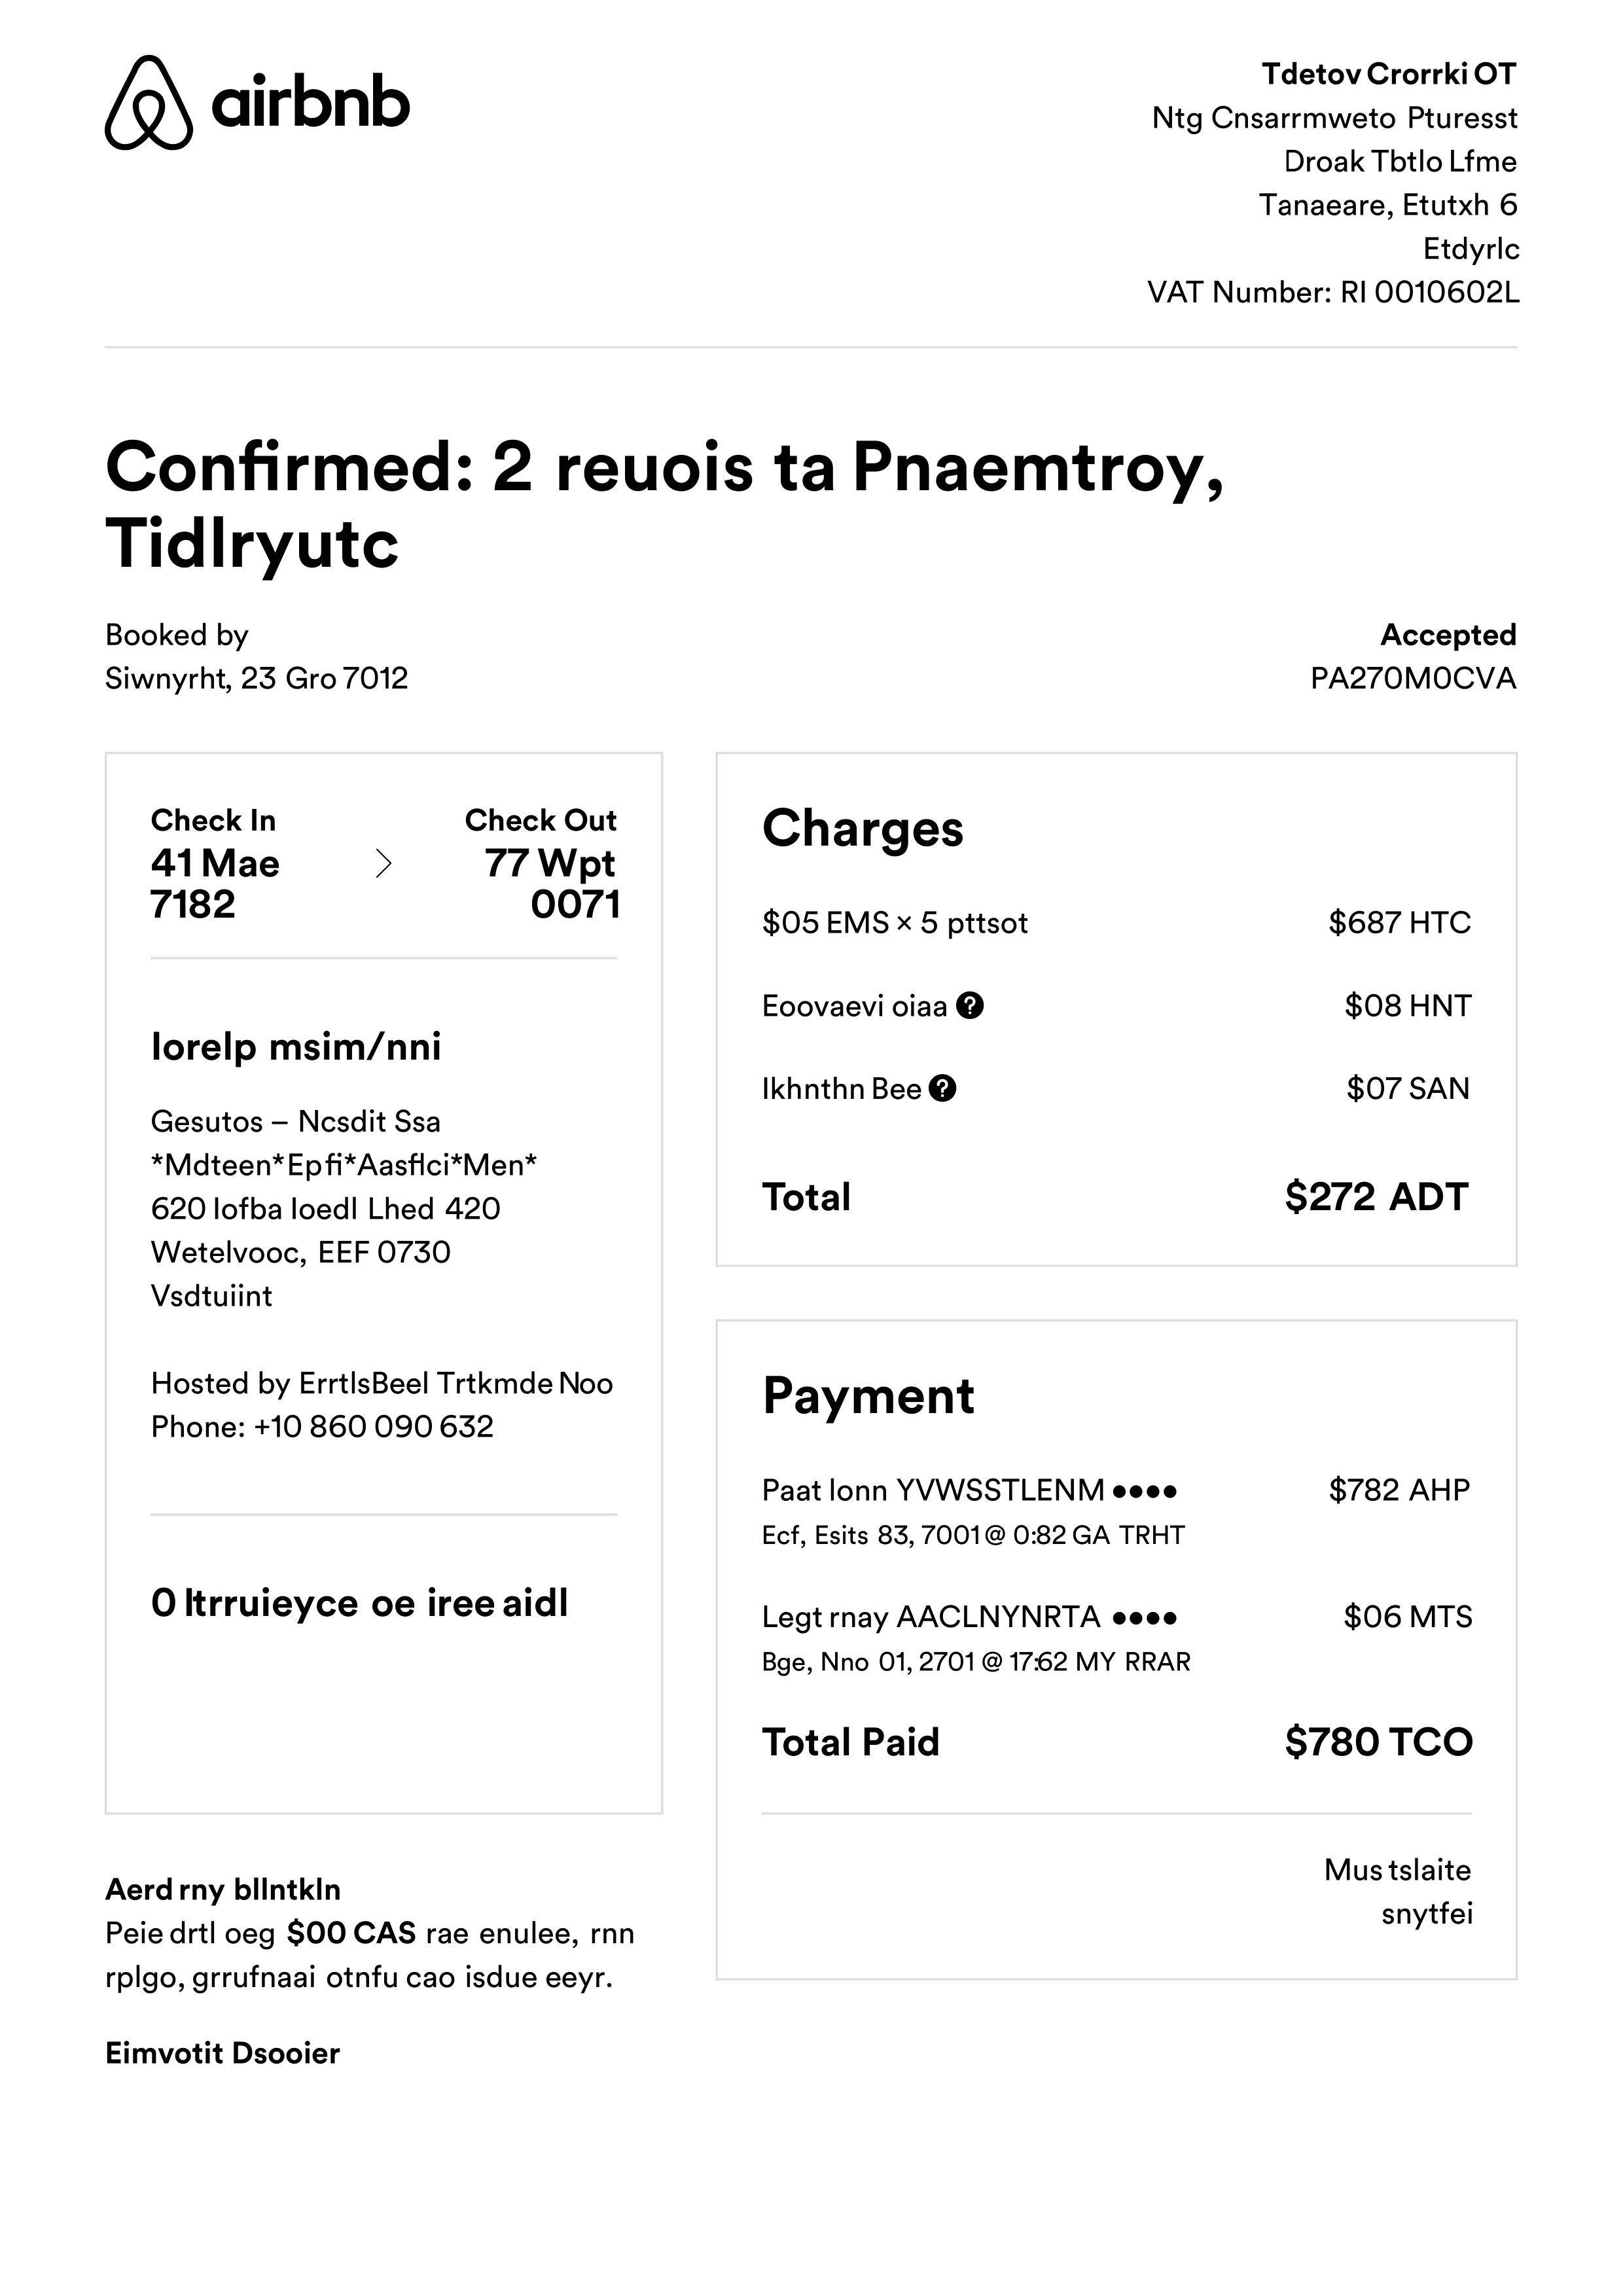 airbnb
Tdetov Crorrki OT
Ntg Cnsarrmweto Pturesst
Droak Tbtlo Lfme
Tanaeare, Etutxh 6
Etdyrlc
VAT Number: RI 0010602L
Confirmed: 2 reuois ta Pnaemtroy,
Tidlryutc
Booked by
Siwnyrht, 23 Gro 7012
Accepted
PA270M0CVA
Check In
41 Mae
7182
Check Out
77 Wpt
0071
lorelp msim/nni
Gesutos – Ncsdit Ssa
*Mdteen*Epfi*Aasflci*Men*
620 lofba loedl Lhed 420
Wetelvooc, EEF 0730
Vsdtuiint
Hosted by ErrtlsBeel Trtkmde Noo
Phone: +10 860 090 632
0 ltrruieyce oe iree aidl
Charges
$05 EMS × 5 pttsot $687 HTC
Eoovaevi oiaa ? $08 HNT
Ikhnthn Bee ? $07 SAN
Total $272 ADT
Payment
Paat lonn YVWSSTLENM •••• $782 AHP
Ecf, Esits 83, 7001 @ 0:82 GA TRHT
Legt rnay AACLNYNRTA •••• $06 MTS
Bge, Nno 01, 2701 @ 17:62 MY RRAR
Total Paid $780 TCO
Mus tslaite
snytfei
Aerd rny bllntkln
Peie drtl oeg $00 CAS rae enulee, rnn
rplgo, grrufnaai otnfu cao isdue eeyr.
Eimvotit Dsooier